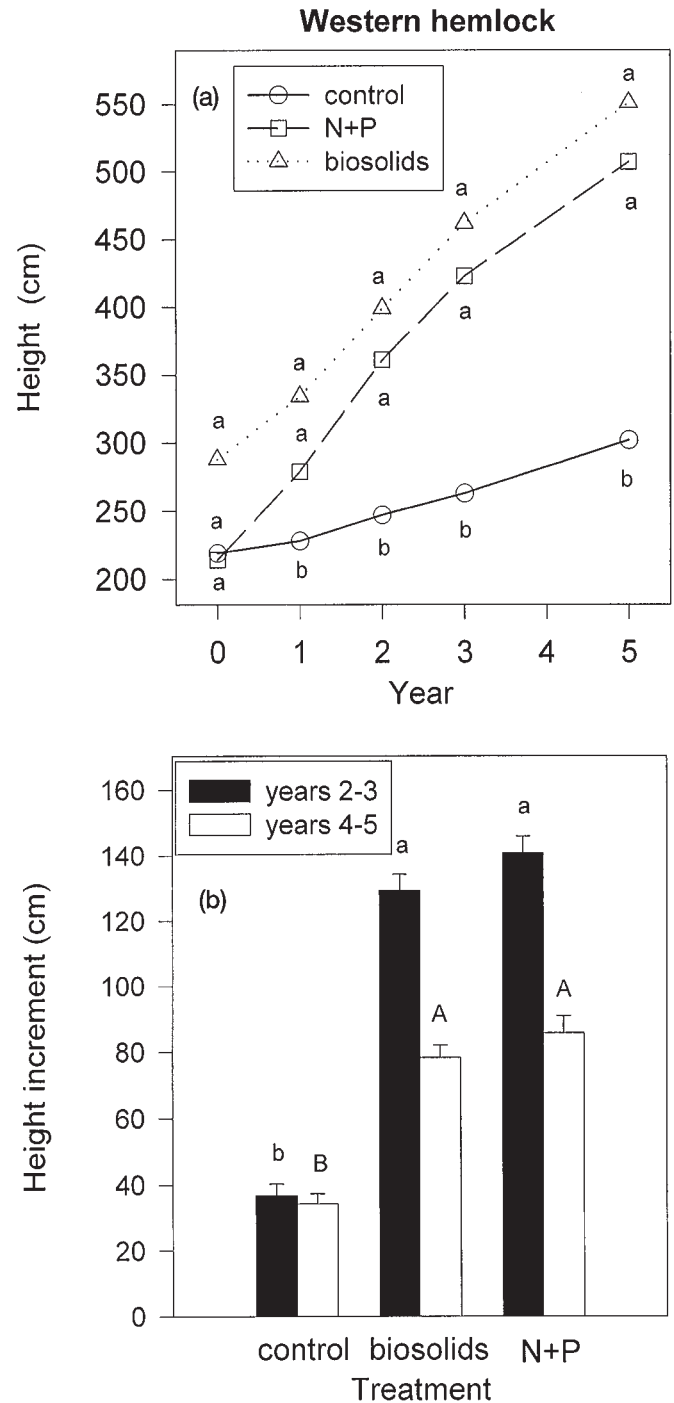 Western hemlock
(a)
control
N+P
biosolids
Height (cm)
550
500
450
400
350
300
250
200
a
a
a
a
a
a
a
a
a
a
a
b
b
b
b
0 1 2 3 4 5
Year
years 2-3
years 4-5
(b)
Height increment (cm)
160
140
120
100
80
60
40
20
0
b
B
a
A
a
A
control biosolids N+P
Treatment